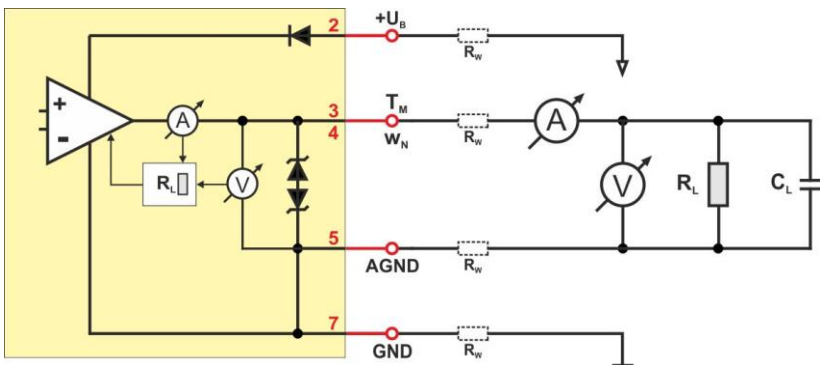 2
+U_B
R_W
+
-
A
3
T_M
4
w_N
R_W
A
R_L
V
V
R_L
C_L
5
AGND
R_W
7
GND
R_W